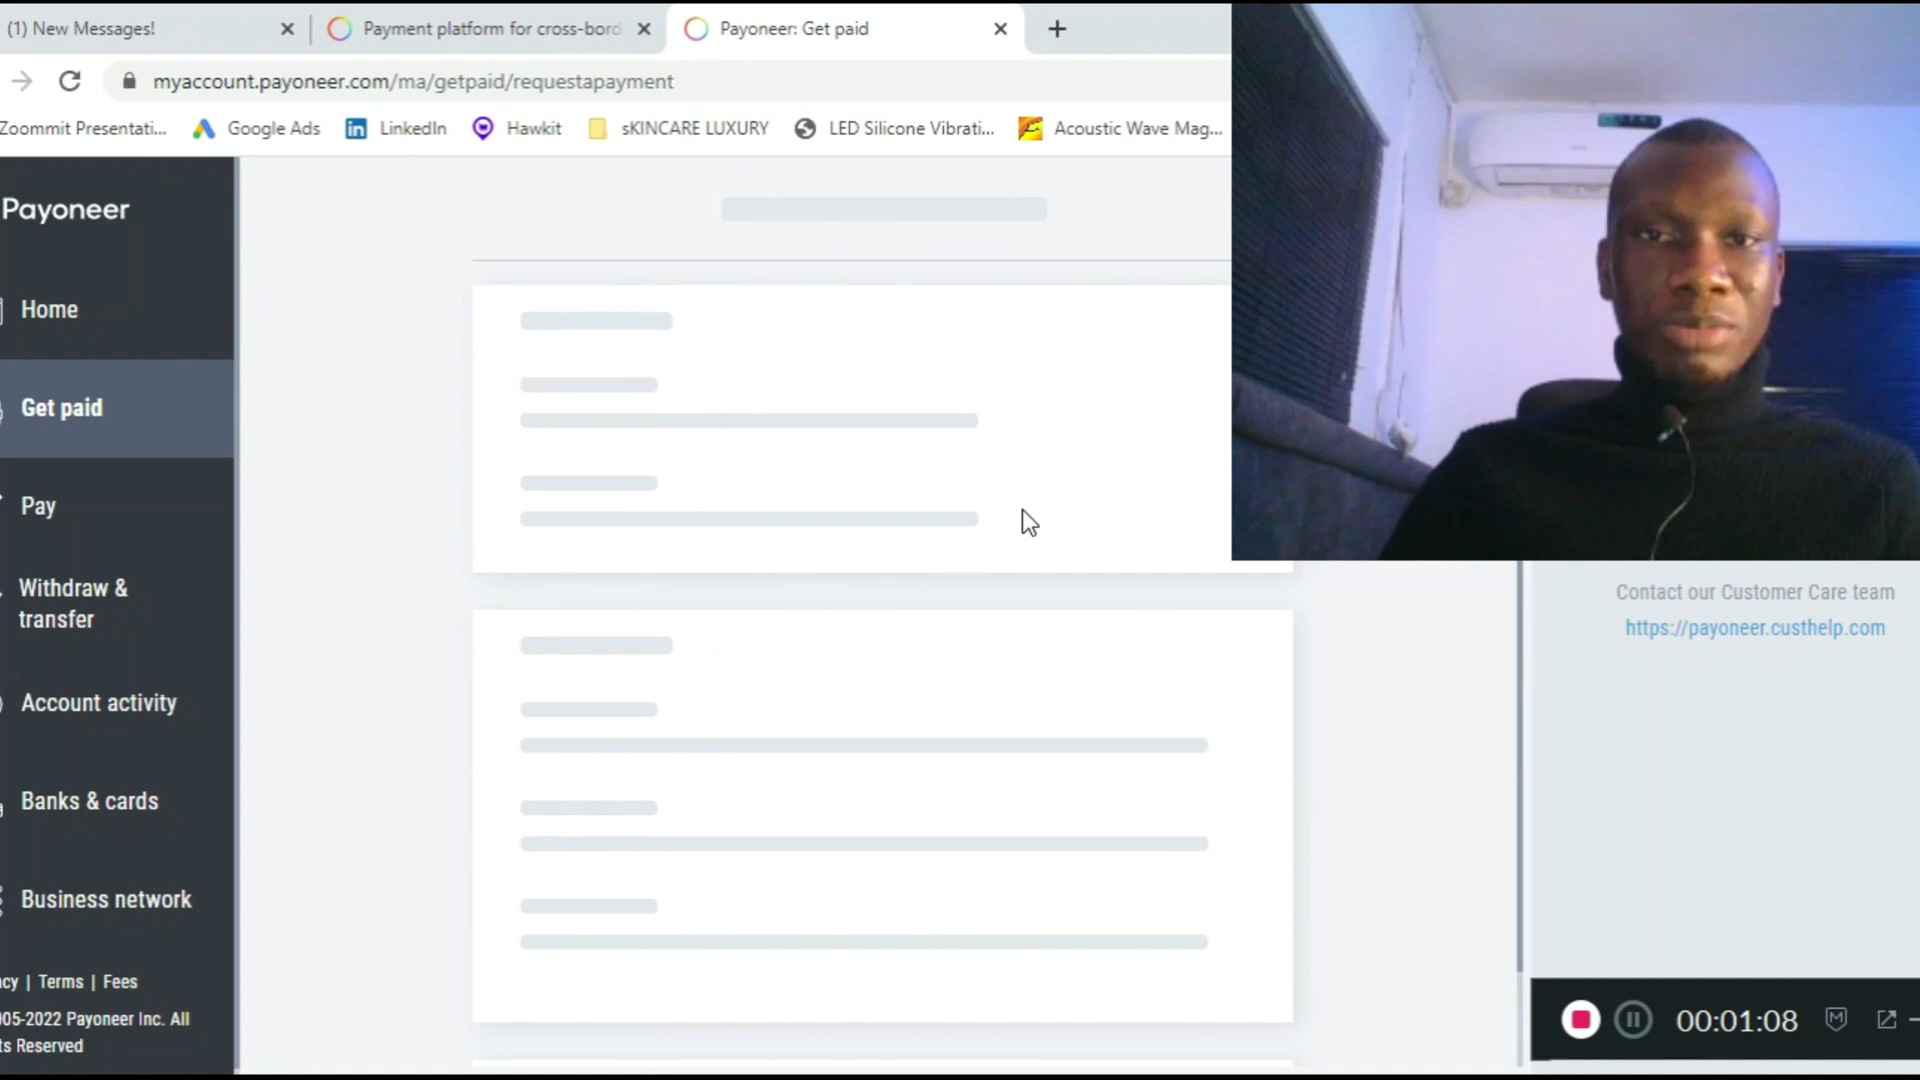 (1) New Messages!
Payment platform for cross-bord
Payoneer: Get paid
myaccount.payoneer.com/ma/getpaid/requestapayment
Zoommit Presentati...
Google Ads
LinkedIn
Hawkit
sKINCARE LUXURY
LED Silicone Vibrati...
Acoustic Wave Mag...
Payoneer
Home
Get paid
Pay
Withdraw &
transfer
Account activity
Banks & cards
Business network
cy | Terms | Fees
005-2022 Payoneer Inc. All
ts Reserved
Contact our Customer Care team
https://payoneer.custhelp.com
00:01:08